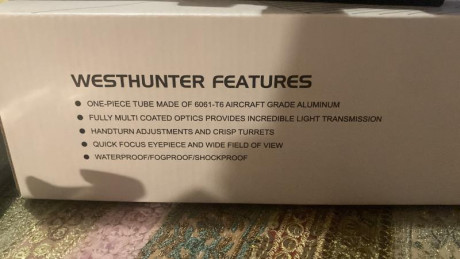 WESTHUNTER FEATURES
● ONE-PIECE TUBE MADE OF 6061-T6 AIRCRAFT GRADE ALUMINUM
● FULLY MULTI COATED OPTICS PROVIDES INCREDIBLE LIGHT TRANSMISSION
● HANDTURN ADJUSTMENTS AND CRISP TURRETS
● QUICK FOCUS EYEPIECE AND WIDE FIELD OF VIEW
● WATERPROOF/FOGPROOF/SHOCKPROOF